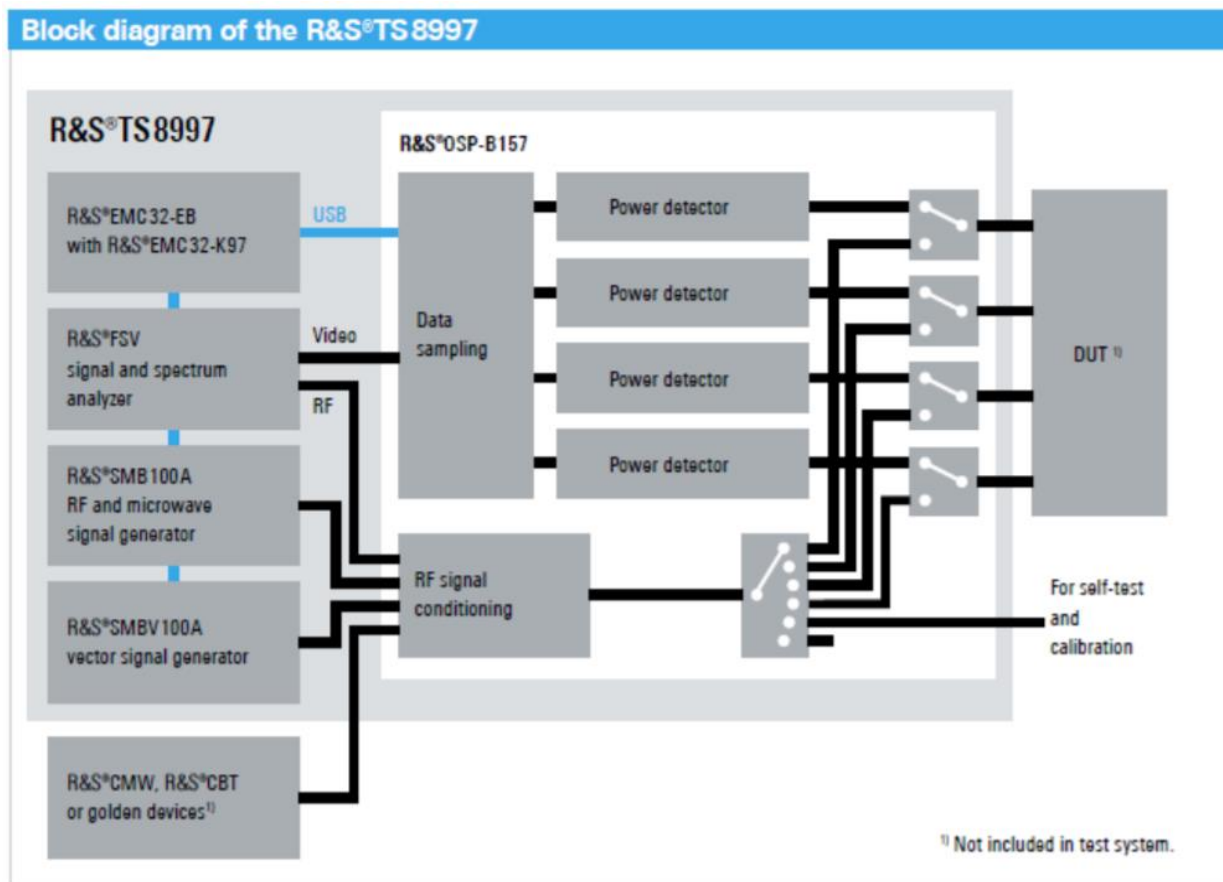 Block diagram of the R&S®TS8997
R&S®TS8997
R&S®OSP-B157
R&S®EMC32-EB
with R&S®EMC32-K97
USB
R&S®FSV
signal and spectrum
analyzer
Video
RF
R&S®SMB100A
RF and microwave
signal generator
R&S®SMBV100A
vector signal generator
R&S®CMW, R&S®CBT
or golden devices¹⁾
Data
sampling
Power detector
Power detector
Power detector
Power detector
RF signal
conditioning
DUT ¹⁾
For self-test
and
calibration
¹⁾ Not included in test system.